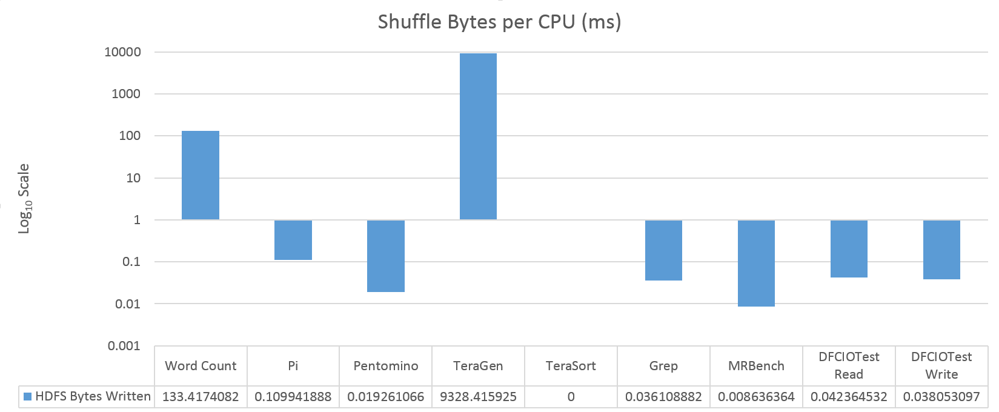 Shuffle Bytes per CPU (ms)
Log10 Scale
10000
1000
100
10
1
0.1
0.01
0.001
Word Count Pi Pentomino TeraGen TeraSort Grep MRBench DFCIOTest Read DFCIOTest Write
HDFS Bytes Written 133.4174082 0.109941888 0.019261066 9328.415925 0 0.036108882 0.008636364 0.042364532 0.038053097